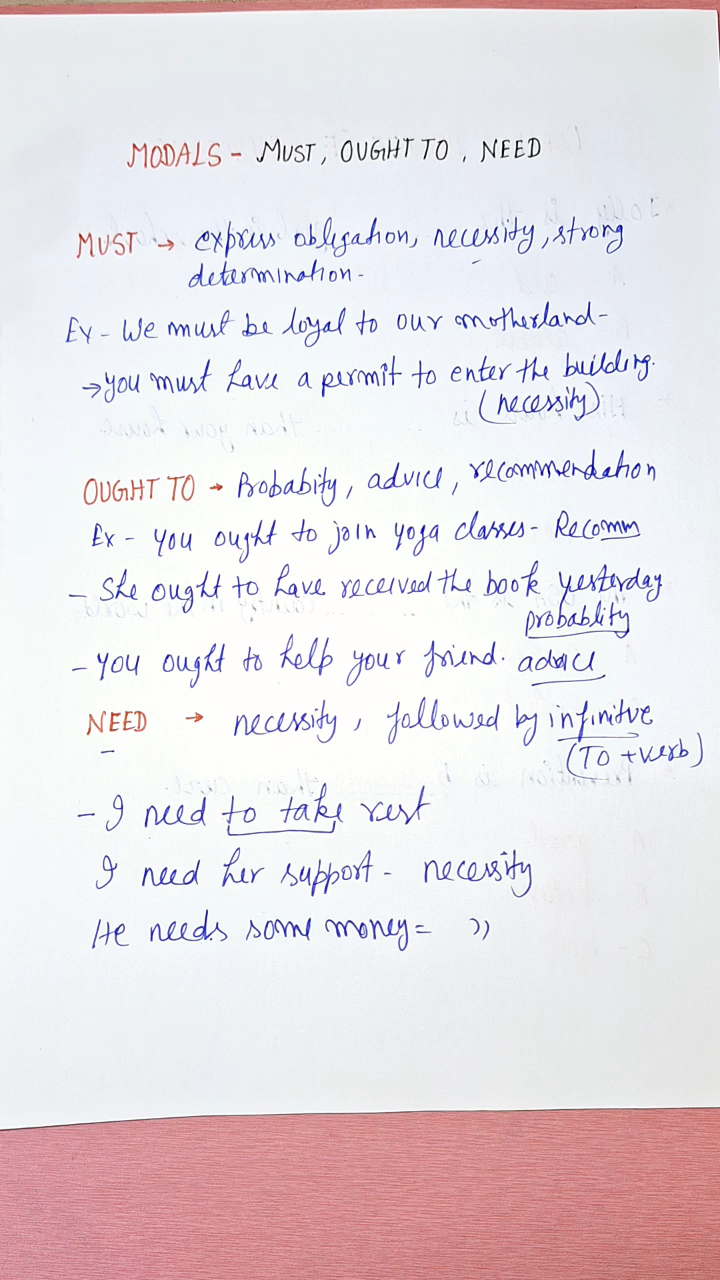 MODALS - MUST, OUGHT TO, NEED
MUST → express obligation, necessity, strong
determination-
Ex - We must be loyal to our motherland-
→ you must have a permit to enter the building.
(necessity)
OUGHT TO → Probabity, advice, recommendation
Ex - you ought to join yoga classes - Recomm
- She ought to have received the book yesterday
probablity
- you ought to help your friend. advice
NEED → necessity, followed by infinitve
(TO + verb)
- I need to take rest
I need her support - necessity
He needs some money = ))